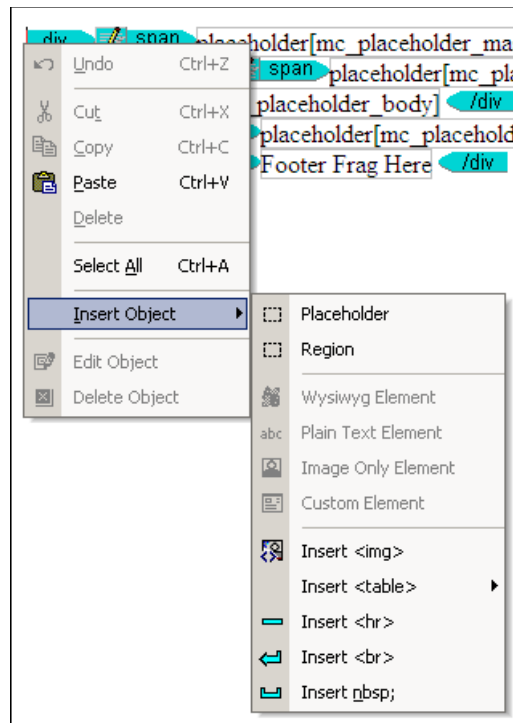 div span placeholder[mc_placeholder_ma
span placeholder[mc_pla
_placeholder_body] /div
placeholder[mc_placehold
Footer Frag Here /div
Undo Ctrl+Z
Cut Ctrl+X
Copy Ctrl+C
Paste Ctrl+V
Delete
Select All Ctrl+A
Insert Object
Edit Object
Delete Object
Placeholder
Region
Wysiwyg Element
abc Plain Text Element
Image Only Element
Custom Element
Insert <img>
Insert <table>
Insert <hr>
Insert <br>
Insert nbsp;